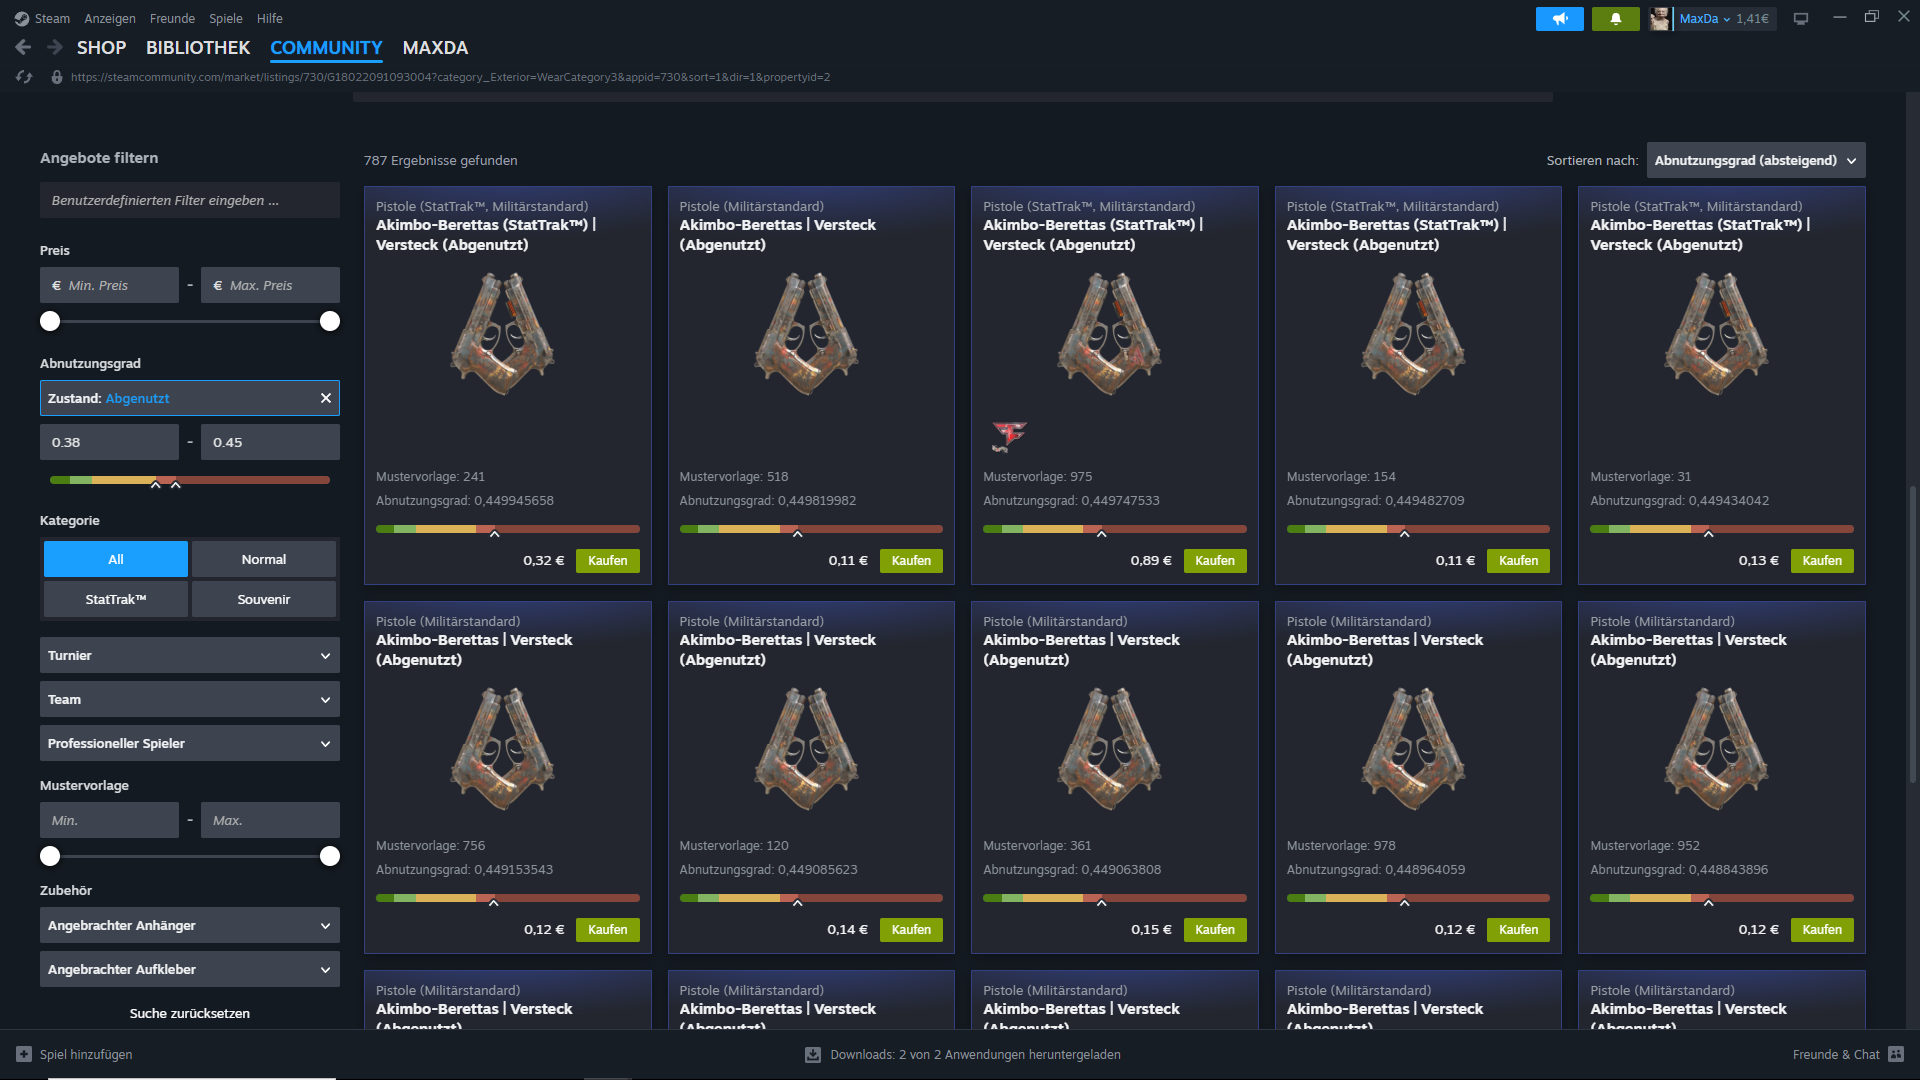 Steam Anzeigen Freunde Spiele Hilfe
MaxDa 1,41€
SHOP BIBLIOTHEK COMMUNITY MAXDA
https://steamcommunity.com/market/listings/730/G18022091093004?category_Exterior=WearCategory3&appid=730&sort=1&dir=1&propertyid=2
Angebote filtern
Benutzerdefinierten Filter eingeben ...
Preis
€ Min. Preis - € Max. Preis
Abnutzungsgrad
Zustand: Abgenutzt
0.38 - 0.45
Kategorie
All Normal
StatTrak™ Souvenir
Turnier
Team
Professioneller Spieler
Mustervorlage
Min. - Max.
Zubehör
Angebrachter Anhänger
Angebrachter Aufkleber
Suche zurücksetzen
787 Ergebnisse gefunden
Sortieren nach: Abnutzungsgrad (absteigend)
Pistole (StatTrak™, Militärstandard)
Akimbo-Berettas (StatTrak™) |
Versteck (Abgenutzt)
Mustervorlage: 241
Abnutzungsgrad: 0,449945658
0,32 € Kaufen
Pistole (Militärstandard)
Akimbo-Berettas | Versteck
(Abgenutzt)
Mustervorlage: 518
Abnutzungsgrad: 0,449819982
0,11 € Kaufen
Pistole (StatTrak™, Militärstandard)
Akimbo-Berettas (StatTrak™) |
Versteck (Abgenutzt)
Mustervorlage: 975
Abnutzungsgrad: 0,449747533
0,89 € Kaufen
Pistole (StatTrak™, Militärstandard)
Akimbo-Berettas (StatTrak™) |
Versteck (Abgenutzt)
Mustervorlage: 154
Abnutzungsgrad: 0,449482709
0,11 € Kaufen
Pistole (StatTrak™, Militärstandard)
Akimbo-Berettas (StatTrak™) |
Versteck (Abgenutzt)
Mustervorlage: 31
Abnutzungsgrad: 0,449434042
0,13 € Kaufen
Pistole (Militärstandard)
Akimbo-Berettas | Versteck
(Abgenutzt)
Mustervorlage: 756
Abnutzungsgrad: 0,449153543
0,12 € Kaufen
Pistole (Militärstandard)
Akimbo-Berettas | Versteck
(Abgenutzt)
Mustervorlage: 120
Abnutzungsgrad: 0,449085623
0,14 € Kaufen
Pistole (Militärstandard)
Akimbo-Berettas | Versteck
(Abgenutzt)
Mustervorlage: 361
Abnutzungsgrad: 0,449063808
0,15 € Kaufen
Pistole (Militärstandard)
Akimbo-Berettas | Versteck
(Abgenutzt)
Mustervorlage: 978
Abnutzungsgrad: 0,448964059
0,12 € Kaufen
Pistole (Militärstandard)
Akimbo-Berettas | Versteck
(Abgenutzt)
Mustervorlage: 952
Abnutzungsgrad: 0,448843896
0,12 € Kaufen
Pistole (Militärstandard)
Akimbo-Berettas | Versteck
(Abgenutzt)
Pistole (Militärstandard)
Akimbo-Berettas | Versteck
(Abgenutzt)
Pistole (Militärstandard)
Akimbo-Berettas | Versteck
(Abgenutzt)
Pistole (Militärstandard)
Akimbo-Berettas | Versteck
(Abgenutzt)
Pistole (Militärstandard)
Akimbo-Berettas | Versteck
(Abgenutzt)
Spiel hinzufügen
Downloads: 2 von 2 Anwendungen heruntergeladen
Freunde & Chat